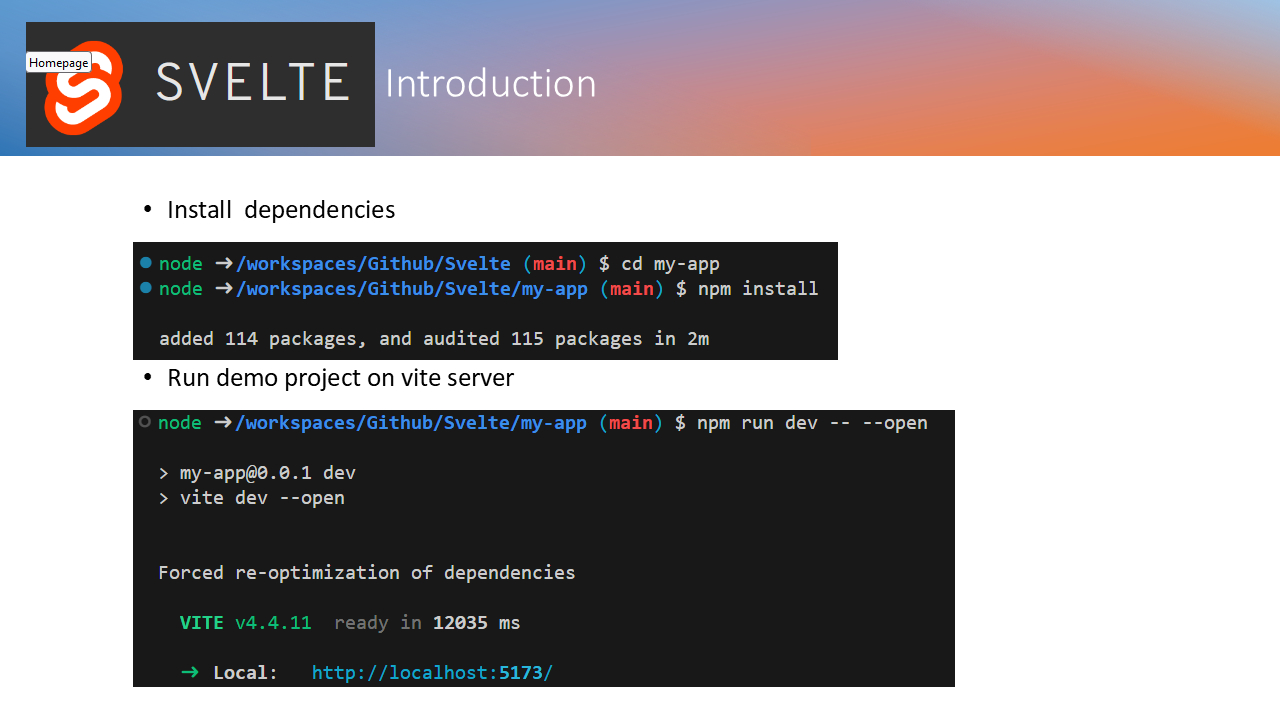 Homepage
SVELTE Introduction
• Install dependencies
node ➜ /workspaces/Github/Svelte (main) $ cd my-app
node ➜ /workspaces/Github/Svelte/my-app (main) $ npm install
added 114 packages, and audited 115 packages in 2m
• Run demo project on vite server
node ➜ /workspaces/Github/Svelte/my-app (main) $ npm run dev -- --open
> my-app@0.0.1 dev
> vite dev --open
Forced re-optimization of dependencies
VITE v4.4.11 ready in 12035 ms
➜ Local: http://localhost:5173/